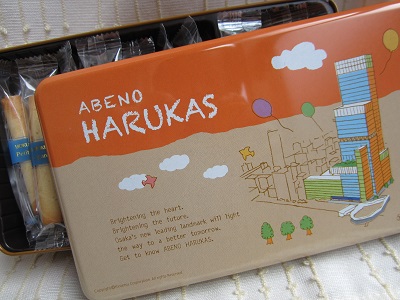 ABENO
HARUKAS
Brightening the heart,
Brightening the future.
Osaka's new leading landmark will light
the way to a better tomorrow.
Get to know ABENO HARUKAS.